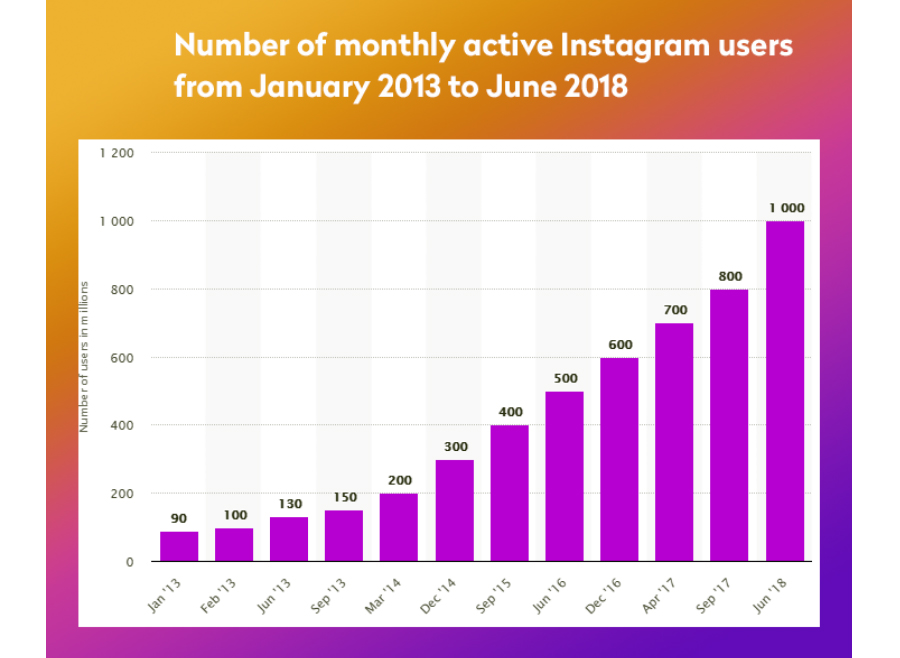 Number of monthly active Instagram users
from January 2013 to June 2018
Number of users in millions
1 200
1 000
800
600
400
200
0
90
100
130
150
200
300
400
500
600
700
800
1 000
Jan '13
Feb '13
Jun '13
Sep '13
Mar '14
Dec '14
Sep '15
Jun '16
Dec '16
Apr '17
Sep '17
Jun '18